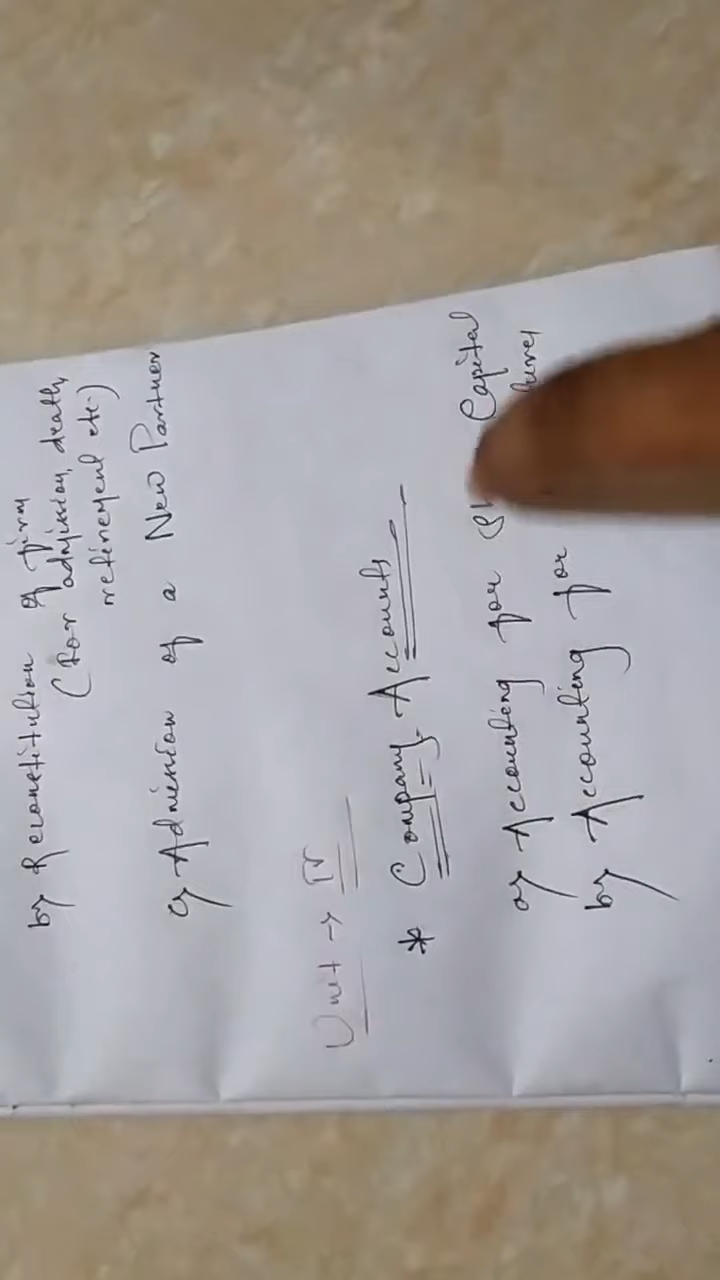 b) Reconstitution of firm
(for admission, death,
retirement etc.)
c) Admission of a New Partner
Unit → IV
* Company Accounts
a) Accounting for Capital
b) Accounting for